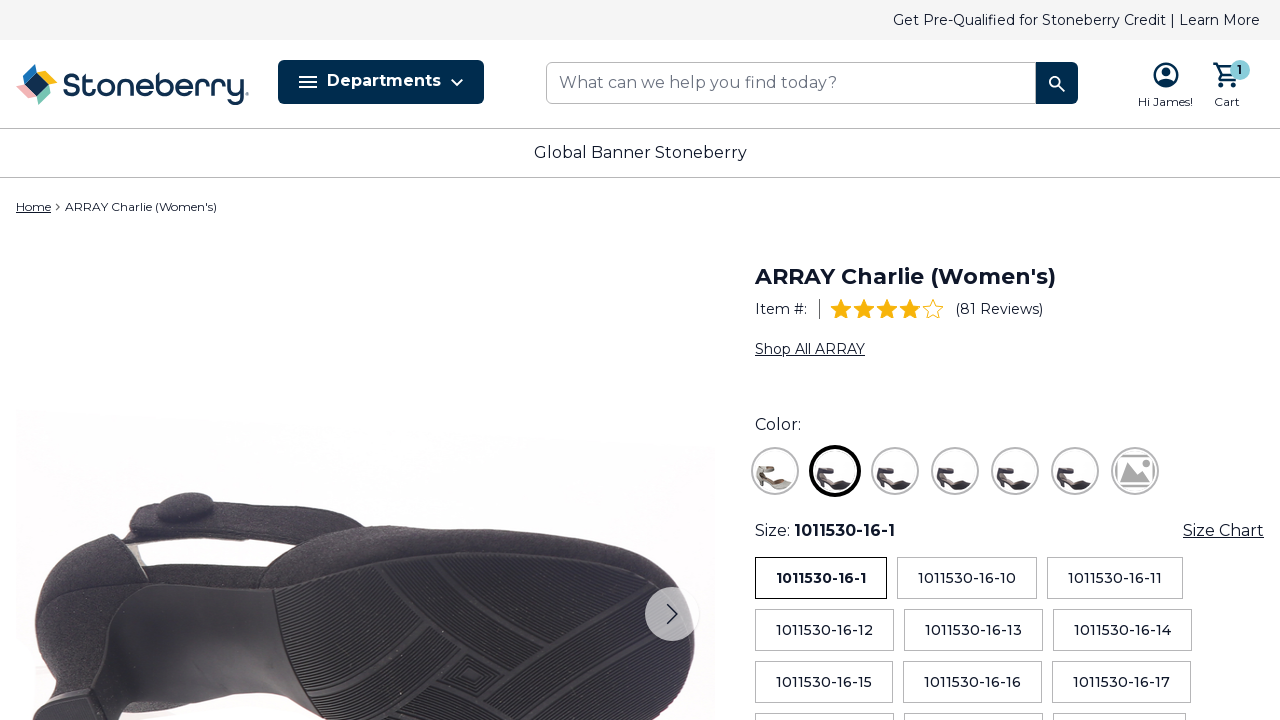 Get Pre-Qualified for Stoneberry Credit | Learn More
Stoneberry
Departments
What can we help you find today?
1
Hi James!
Cart
Global Banner Stoneberry
Home
ARRAY Charlie (Women's)
ARRAY Charlie (Women's)
Item #:
(81 Reviews)
Shop All ARRAY
Color:
Size: 1011530-16-1
Size Chart
1011530-16-1
1011530-16-10
1011530-16-11
1011530-16-12
1011530-16-13
1011530-16-14
1011530-16-15
1011530-16-16
1011530-16-17